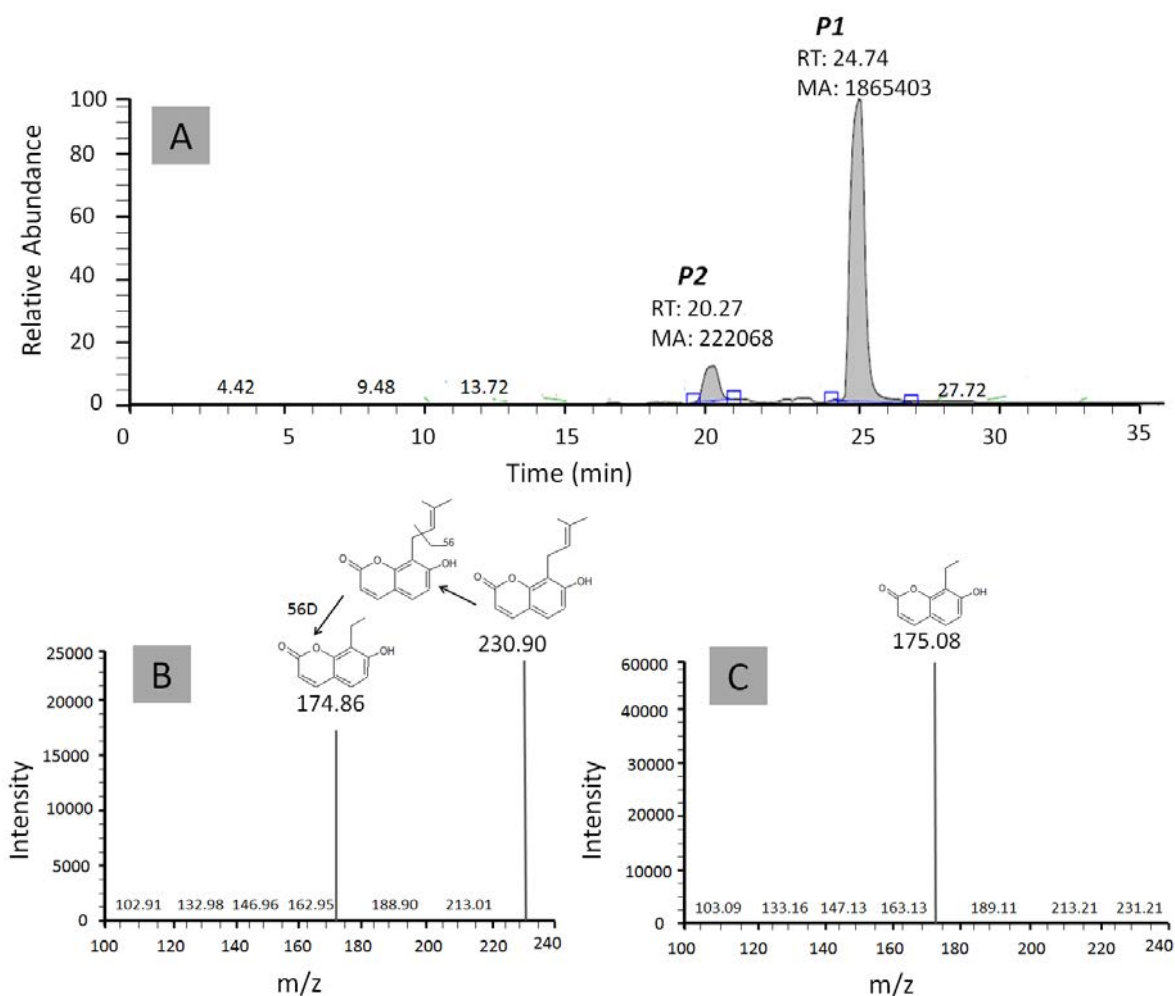 P1
RT: 24.74
MA: 1865403
A
Relative Abundance
100
80
60
40
20
0
P2
RT: 20.27
MA: 222068
4.42 9.48 13.72 27.72
0 5 10 15 20 25 30 35
Time (min)
56
O O OH
O O OH
56D
O O OH
230.90
174.86
B
Intensity
25000
20000
15000
10000
5000
0
102.91 132.98 146.96 162.95 188.90 213.01
100 120 140 160 180 200 220 240
m/z
O O OH
175.08
C
Intensity
60000
40000
30000
20000
10000
0
103.09 133.16 147.13 163.13 189.11 213.21 231.21
100 120 140 160 180 200 220 240
m/z